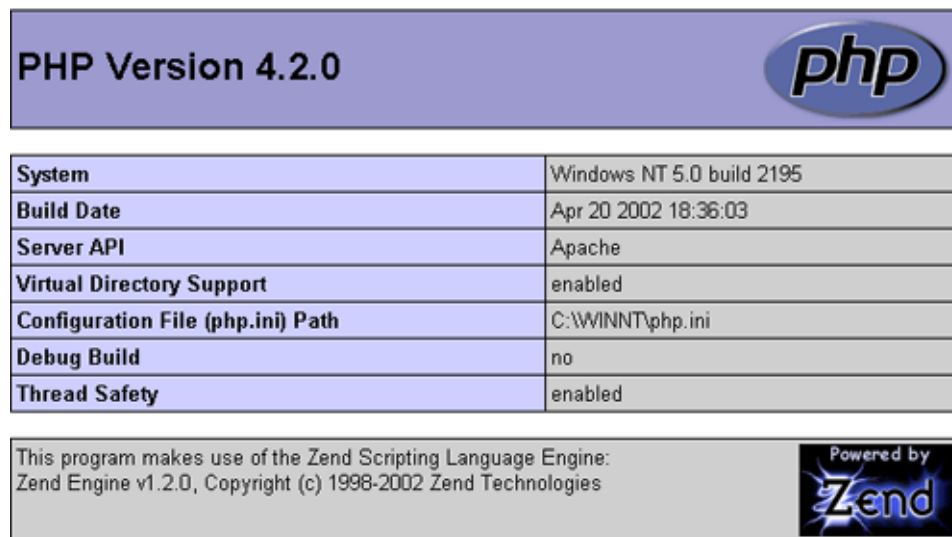 PHP Version 4.2.0
php
System Windows NT 5.0 build 2195
Build Date Apr 20 2002 18:36:03
Server API Apache
Virtual Directory Support enabled
Configuration File (php.ini) Path C:\WINNT\php.ini
Debug Build no
Thread Safety enabled
This program makes use of the Zend Scripting Language Engine:
Zend Engine v1.2.0, Copyright (c) 1998-2002 Zend Technologies
Powered by
Zend